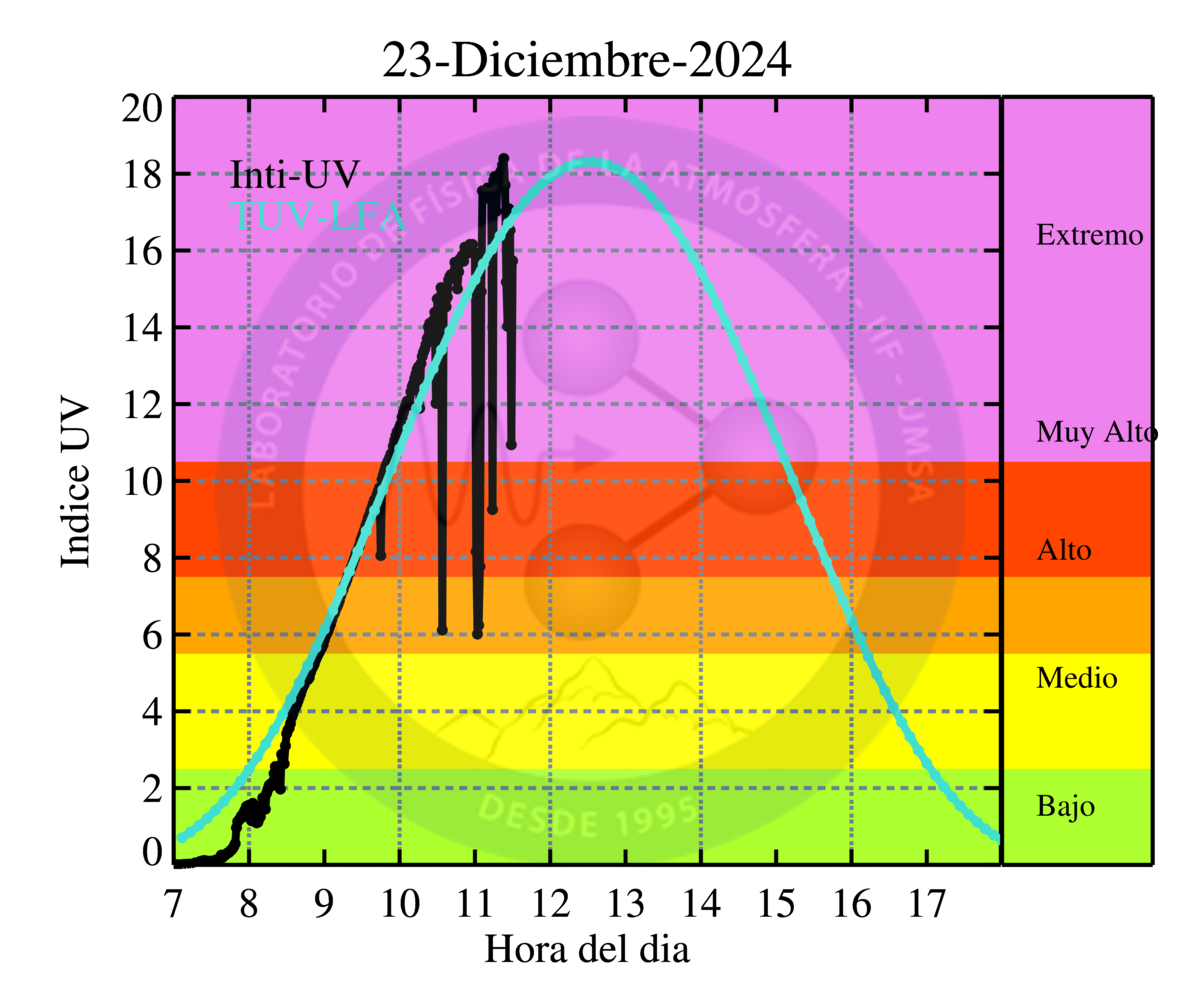 23-Diciembre-2024
Indice UV
20
18
16
14
12
10
8
6
4
2
0
Inti-UV
TUV-LFA
LABORATORIO DE FÍSICA DE LA ATMÓSFERA - IIF - UMSA
DESDE 1995
Extremo
Muy Alto
Alto
Medio
Bajo
7 8 9 10 11 12 13 14 15 16 17
Hora del dia